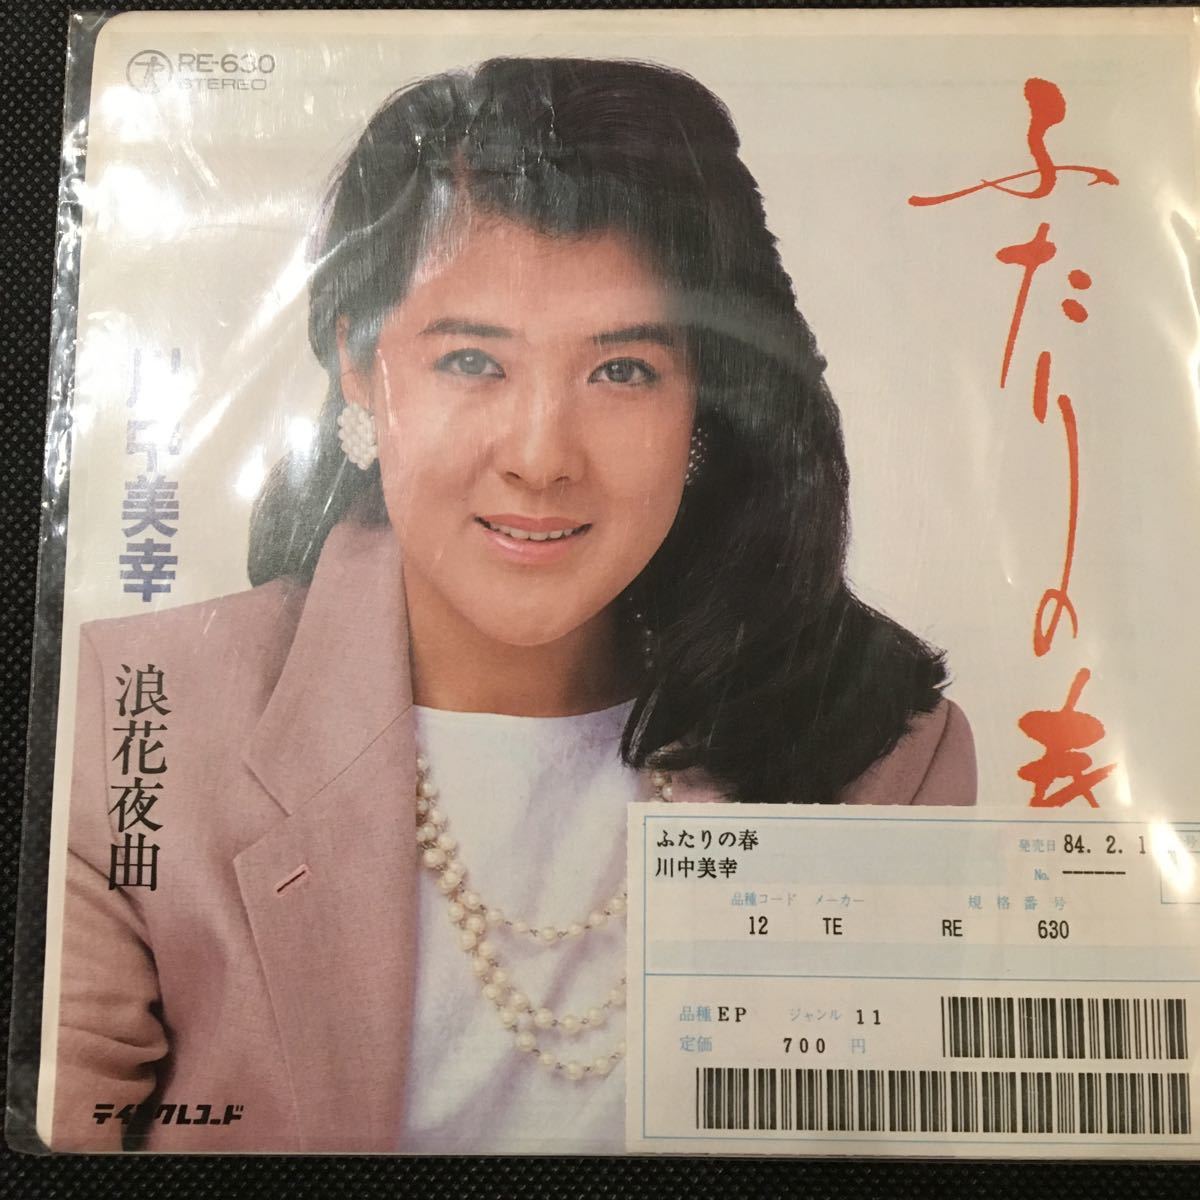 RE-630
STEREO
ふたりの春
川中美幸
浪花夜曲
テイチクレコード
ふたりの春
川中美幸
発売日 84. 2. 1
No. ------
品種コード メーカー 規格番号
12 TE RE 630
品種 EP ジャンル 11
定価 700 円